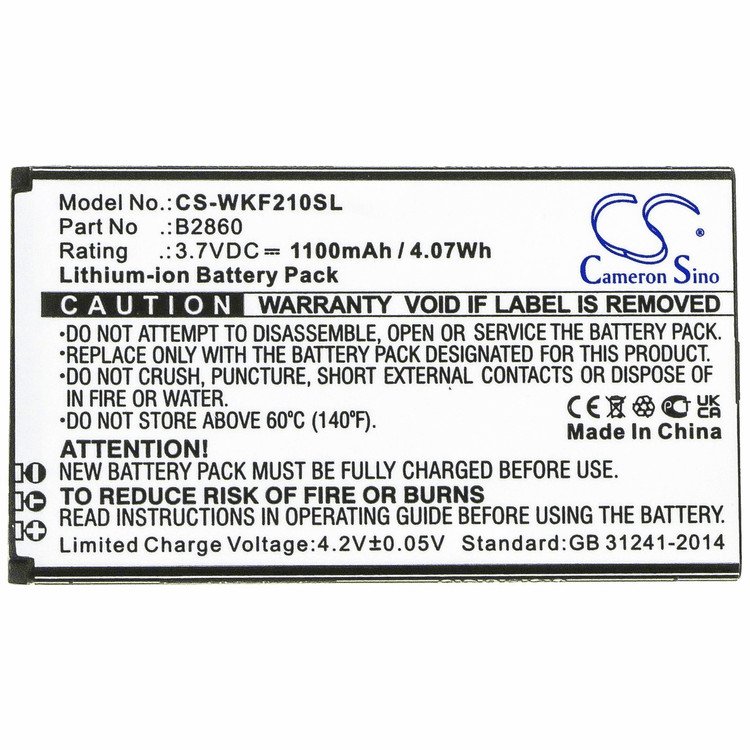 Model No.: CS-WKF210SL
Part No .: B2860
Rating .: 3.7VDC⎓ 1100mAh / 4.07Wh
Lithium-ion Battery Pack
CS ®
Cameron Sino
CAUTION WARRANTY VOID IF LABEL IS REMOVED
•DO NOT ATTEMPT TO DISASSEMBLE, OPEN OR SERVICE THE BATTERY PACK.
•REPLACE ONLY WITH THE BATTERY PACK DESIGNED FOR THIS PRODUCT.
•DO NOT CRUSH, PUNCTURE, SHORT EXTERNAL CONTACTS OR DISPOSE OF
IN FIRE OR WATER.
•DO NOT STORE ABOVE 60°C (140°F).
CE UKCA
Made In China
ATTENTION!
NEW BATTERY PACK MUST BE FULLY CHARGED BEFORE USE
TO REDUCE RISK OF FIRE OR BURNS
READ INSTRUCTIONS IN OPERATING GUIDE BEFORE USING THE BATTERY.
Limited Charge Voltage:4.2V±0.05V Standard:GB 31241-2014